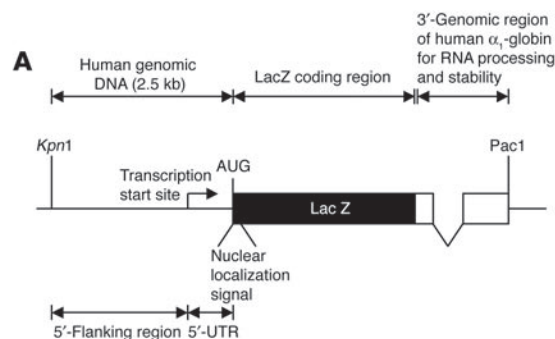 A
Human genomic
DNA (2.5 kb)
LacZ coding region
3′-Genomic region
of human α₁-globin
for RNA processing
and stability
Kpn1
Transcription
start site
AUG
Pac1
Lac Z
Nuclear
localization
signal
5′-Flanking region
5′-UTR